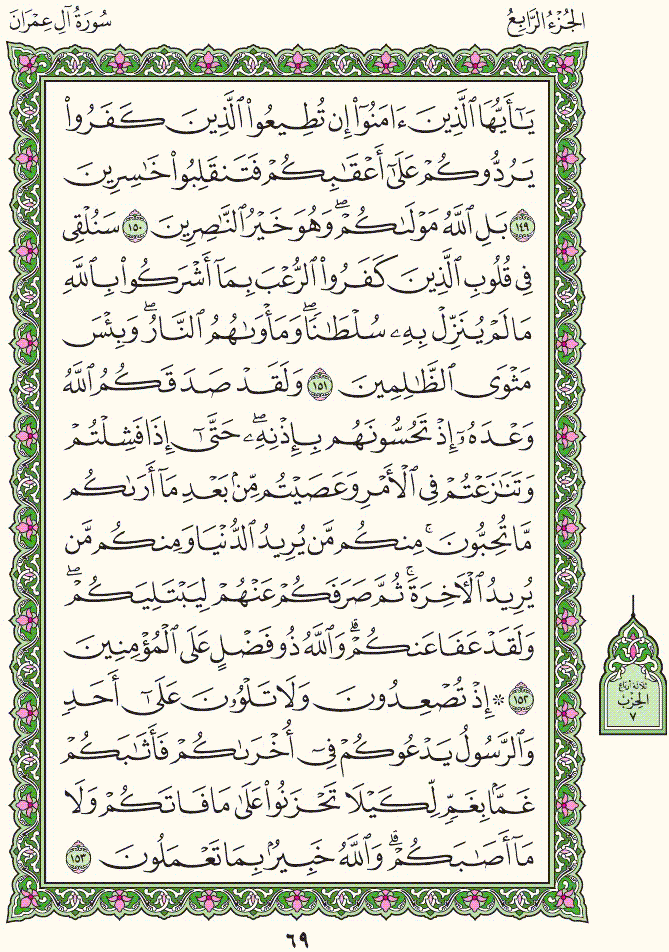 الجُزْءُ الرَّابِعُ
سُورَةُ آلِ عِمْرَانَ
يَـٰٓأَيُّهَا ٱلَّذِينَ ءَامَنُوٓا۟ إِن تُطِيعُوا۟ ٱلَّذِينَ كَفَرُوا۟
يَرُدُّوكُمْ عَلَىٰٓ أَعْقَـٰبِكُمْ فَتَنقَلِبُوا۟ خَـٰسِرِينَ
١٤٩ بَلِ ٱللَّهُ مَوْلَىٰكُمْ ۖ وَهُوَ خَيْرُ ٱلنَّـٰصِرِينَ ١٥٠ سَنُلْقِى
فِى قُلُوبِ ٱلَّذِينَ كَفَرُوا۟ ٱلرُّعْبَ بِمَآ أَشْرَكُوا۟ بِٱللَّهِ
مَا لَمْ يُنَزِّلْ بِهِۦ سُلْطَـٰنًا ۖ وَمَأْوَىٰهُمُ ٱلنَّارُ ۖ وَبِئْسَ
مَثْوَى ٱلظَّـٰلِمِينَ ١٥١ وَلَقَدْ صَدَقَكُمُ ٱللَّهُ
وَعْدَهُۥٓ إِذْ تَحُسُّونَهُم بِإِذْنِهِۦ ۖ حَتَّىٰٓ إِذَا فَشِلْتُمْ
وَتَنَـٰزَعْتُمْ فِى ٱلْأَمْرِ وَعَصَيْتُم مِّنۢ بَعْدِ مَآ أَرَىٰكُم
مَّا تُحِبُّونَ ۚ مِنكُم مَّن يُرِيدُ ٱلدُّنْيَا وَمِنكُم مَّن
يُرِيدُ ٱلْـَٔاخِرَةَ ۚ ثُمَّ صَرَفَكُمْ عَنْهُمْ لِيَبْتَلِيَكُمْ ۖ
وَلَقَدْ عَفَا عَنكُمْ ۗ وَٱللَّهُ ذُو فَضْلٍ عَلَى ٱلْمُؤْمِنِينَ
١٥٢ ۞ إِذْ تُصْعِدُونَ وَلَا تَلْوُۥنَ عَلَىٰٓ أَحَدٍ
وَٱلرَّسُولُ يَدْعُوكُمْ فِىٓ أُخْرَىٰكُمْ فَأَثَـٰبَكُمْ
غَمًّۢا بِغَمٍّ لِّكَيْلَا تَحْزَنُوا۟ عَلَىٰ مَا فَاتَكُمْ وَلَا
مَآ أَصَـٰبَكُمْ ۗ وَٱللَّهُ خَبِيرٌۢ بِمَا تَعْمَلُونَ ١٥٣
ثلاثة أرباع
الحزب
٧
٦٩